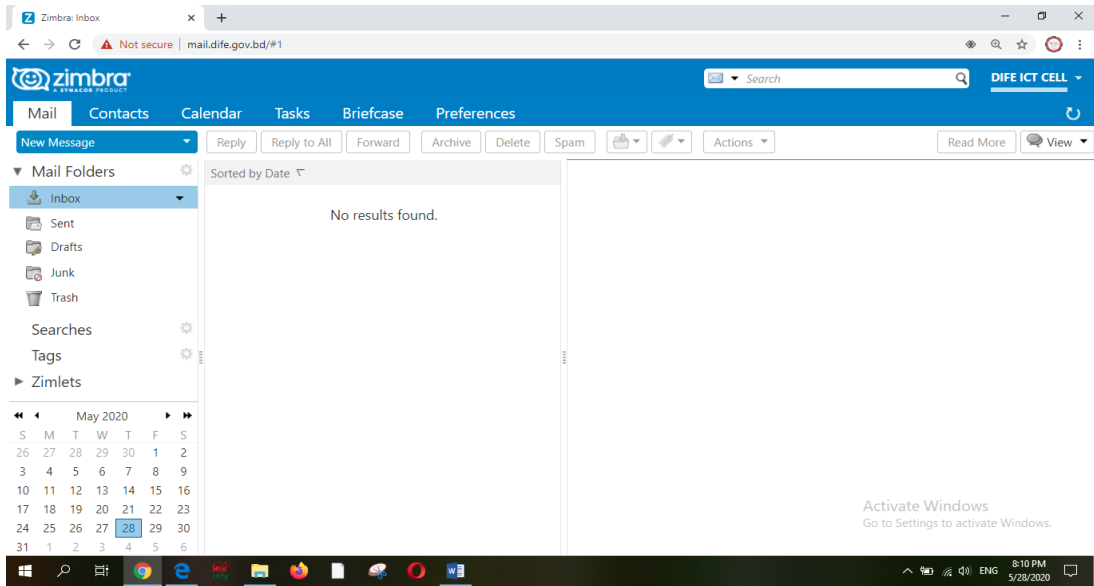 Zimbra: Inbox
Not secure | mail.dife.gov.bd/#1
zimbra
A SYNACOR PRODUCT
Search
DIFE ICT CELL
Mail Contacts Calendar Tasks Briefcase Preferences
New Message Reply Reply to All Forward Archive Delete Spam Actions Read More View
Mail Folders
Sorted by Date
Inbox
No results found.
Sent
Drafts
Junk
Trash
Searches
Tags
Zimlets
May 2020
S M T W T F S
26 27 28 29 30 1 2
3 4 5 6 7 8 9
10 11 12 13 14 15 16
17 18 19 20 21 22 23
24 25 26 27 28 29 30
31 1 2 3 4 5 6
Activate Windows
Go to Settings to activate Windows.
ENG
8:10 PM
5/28/2020